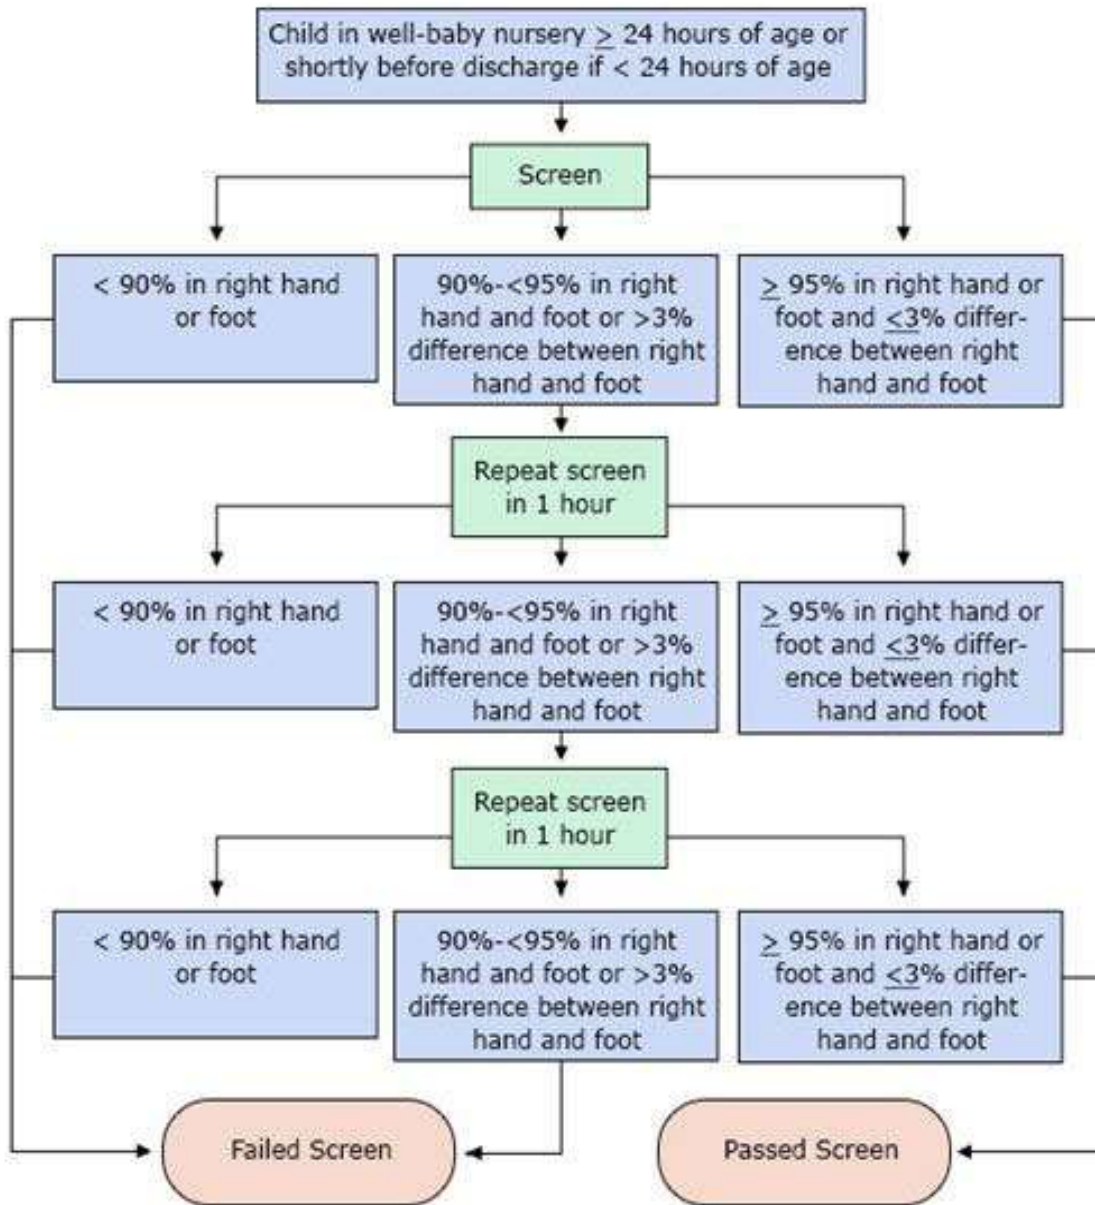 Child in well-baby nursery ≥ 24 hours of age or
shortly before discharge if < 24 hours of age
Screen
< 90% in right hand
or foot
90%-<95% in right
hand and foot or >3%
difference between right
hand and foot
≥ 95% in right hand or
foot and ≤3% differ-
ence between right
hand and foot
Repeat screen
in 1 hour
< 90% in right hand
or foot
90%-<95% in right
hand and foot or >3%
difference between right
hand and foot
≥ 95% in right hand or
foot and ≤3% differ-
ence between right
hand and foot
Repeat screen
in 1 hour
< 90% in right hand
or foot
90%-<95% in right
hand and foot or >3%
difference between right
hand and foot
≥ 95% in right hand or
foot and ≤3% differ-
ence between right
hand and foot
Failed Screen
Passed Screen